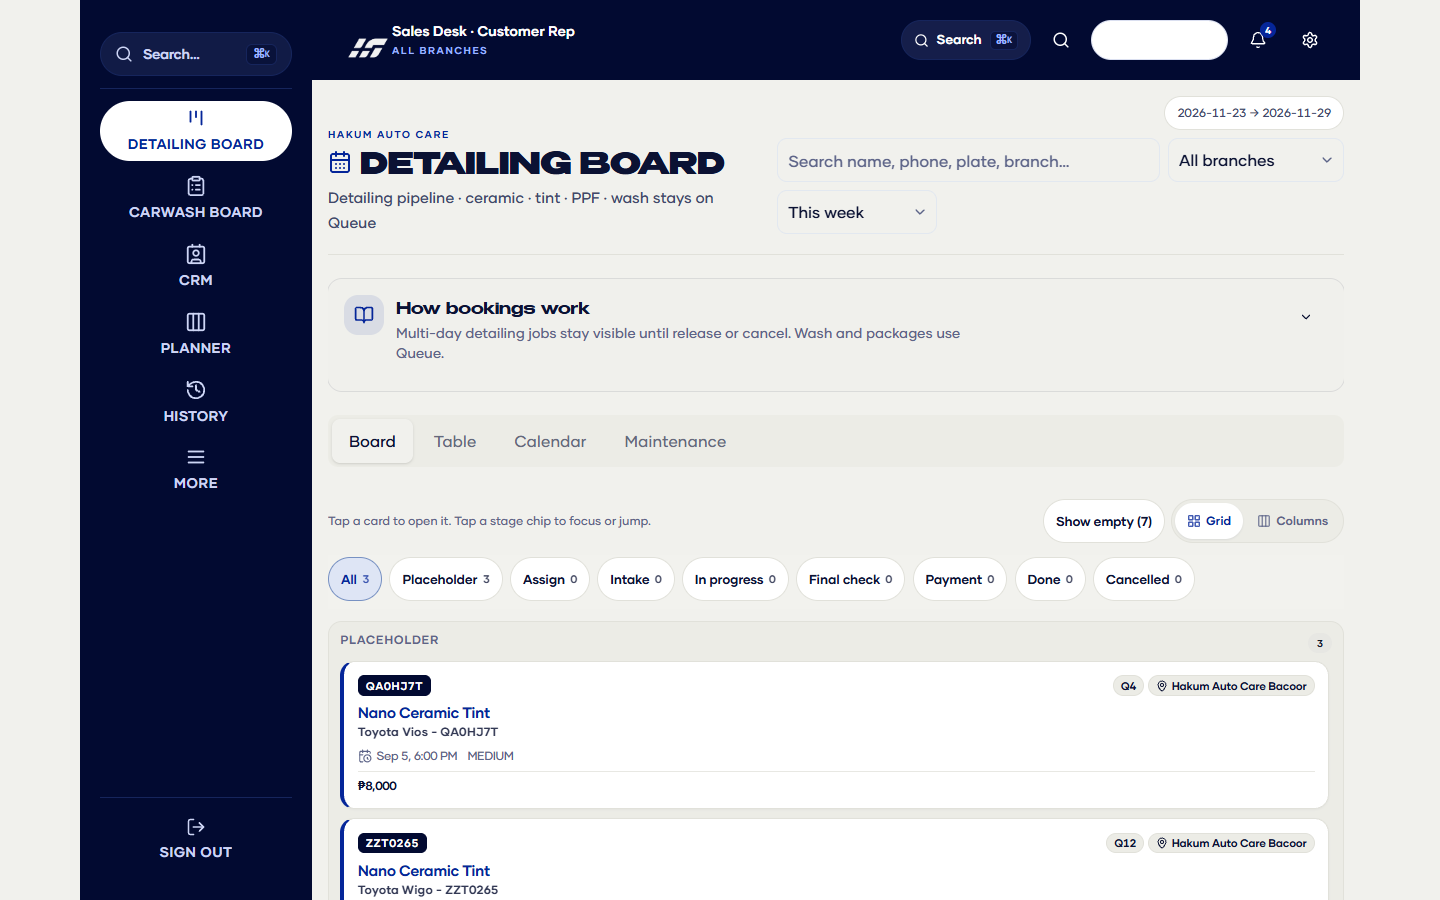 Search...
⌘K
DETAILING BOARD
CARWASH BOARD
CRM
PLANNER
HISTORY
MORE
SIGN OUT
Sales Desk · Customer Rep
ALL BRANCHES
Search
⌘K
4
2026-11-23 → 2026-11-29
HAKUM AUTO CARE
DETAILING BOARD
Detailing pipeline · ceramic · tint · PPF · wash stays on
Queue
Search name, phone, plate, branch...
All branches
This week
How bookings work
Multi-day detailing jobs stay visible until release or cancel. Wash and packages use
Queue.
Board
Table
Calendar
Maintenance
Tap a card to open it. Tap a stage chip to focus or jump.
Show empty (7)
Grid
Columns
All 3
Placeholder 3
Assign 0
Intake 0
In progress 0
Final check 0
Payment 0
Done 0
Cancelled 0
PLACEHOLDER
3
QA0HJ7T
Q4
Hakum Auto Care Bacoor
Nano Ceramic Tint
Toyota Vios - QA0HJ7T
Sep 5, 6:00 PM MEDIUM
₱8,000
ZZT0265
Q12
Hakum Auto Care Bacoor
Nano Ceramic Tint
Toyota Wigo - ZZT0265